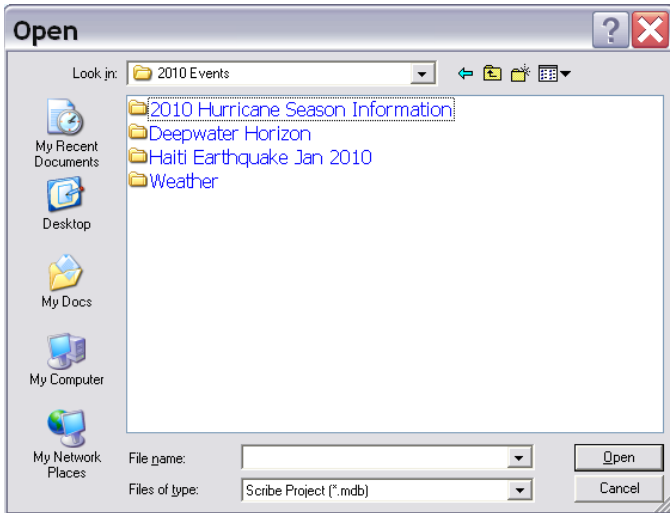 Open
Look in: 2010 Events
2010 Hurricane Season Information
Deepwater Horizon
Haiti Earthquake Jan 2010
Weather
My Recent
Documents
Desktop
My Docs
My Computer
My Network
Places
File name:
Open
Files of type: Scribe Project (*.mdb)
Cancel